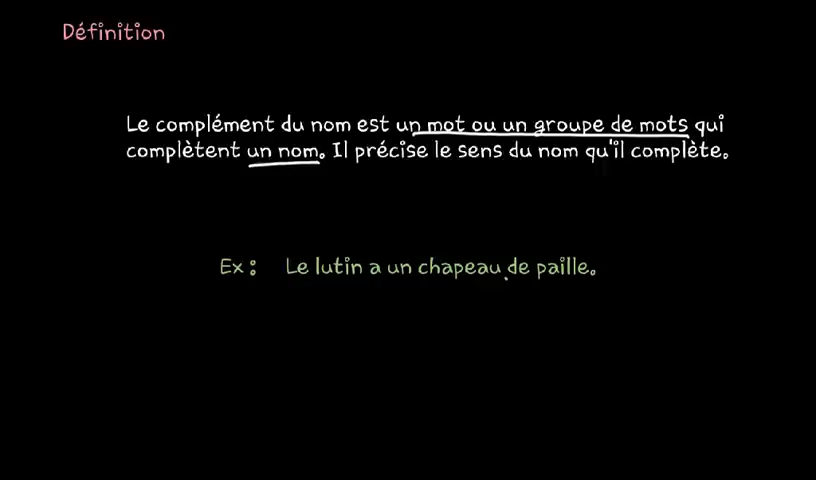 Définition
Le complément du nom est un mot ou un groupe de mots qui
complètent un nom. Il précise le sens du nom qu'il complète.
Ex : Le lutin a un chapeau de paille.